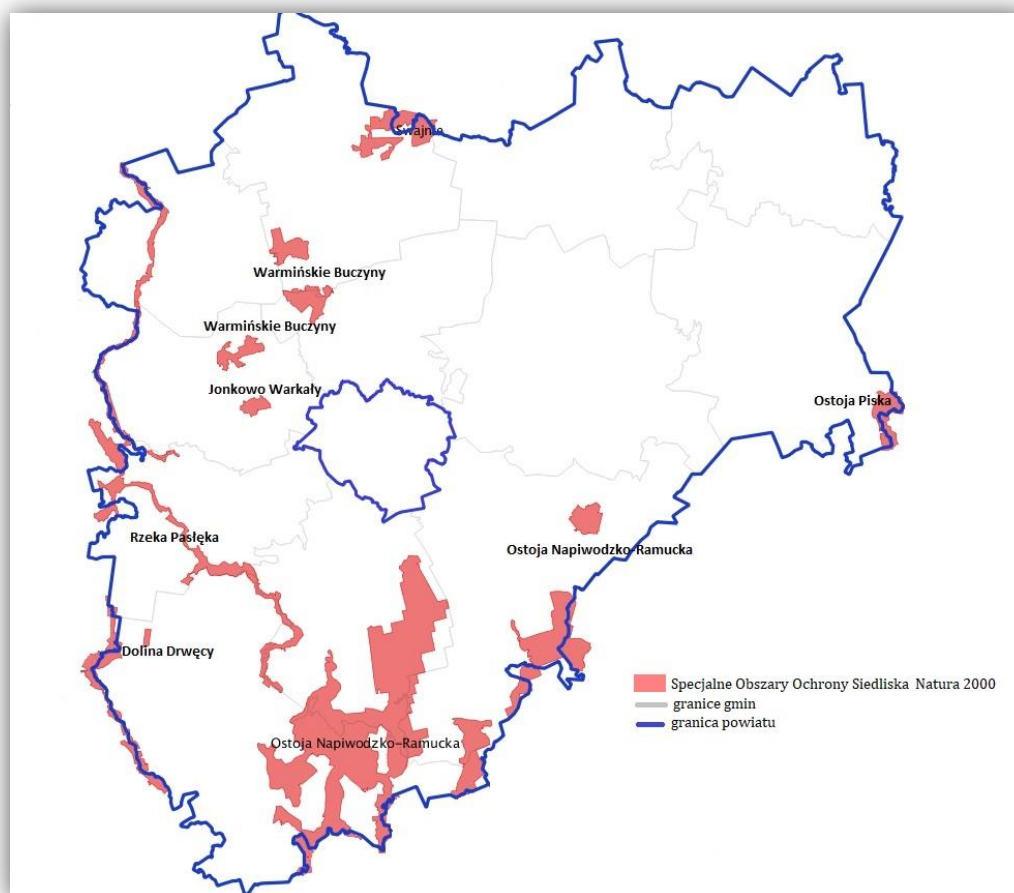 Swajnie
Warmińskie Buczyny
Warmińskie Buczyny
Jonkowo Warkały
Ostoja Piska
Rzeka Pasłęka
Ostoja Napiwodzko-Ramucka
Dolina Drwęcy
Specjalne Obszary Ochrony Siedliska Natura 2000
granice gmin
granica powiatu
Ostoja Napiwodzko-Ramucka